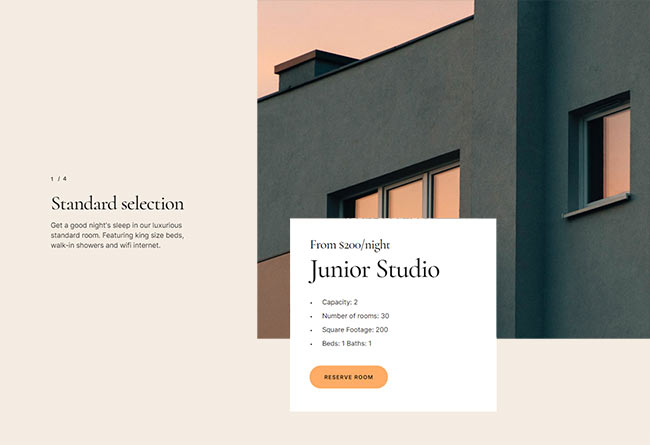 1 / 4
Standard selection
Get a good night's sleep in our luxurious
standard room. Featuring king size beds,
walk-in showers and wifi internet.
From $200/night
Junior Studio
• Capacity: 2
• Number of rooms: 30
• Square Footage: 200
• Beds: 1 Baths: 1
RESERVE ROOM